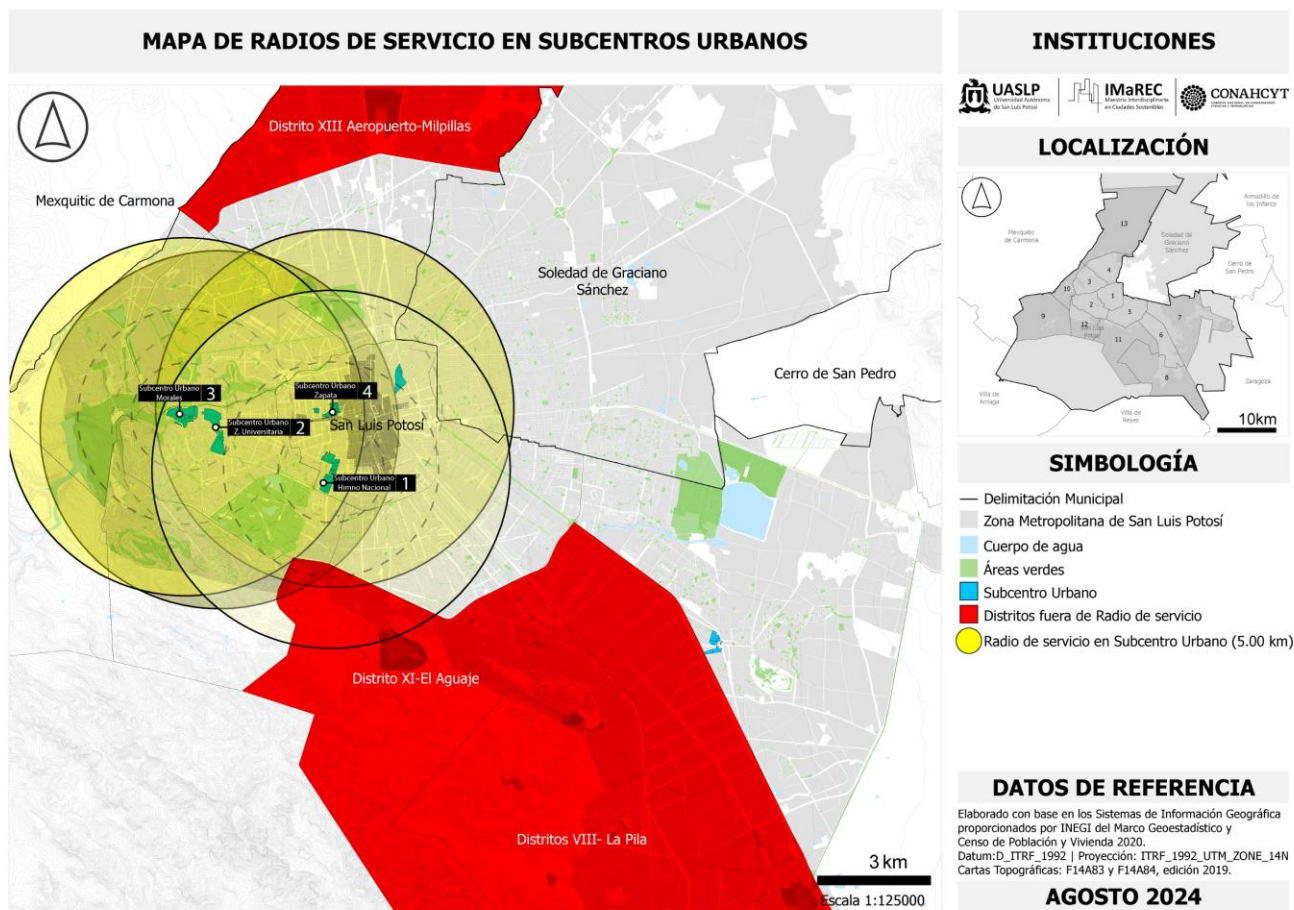 MAPA DE RADIOS DE SERVICIO EN SUBCENTROS URBANOS
Distrito XIII Aeropuerto-Milpillas
Mexquitic de Carmona
Soledad de Graciano
Sánchez
Cerro de San Pedro
Subcentro Urbano
Morales
3
Subcentro Urbano
Zapata
4
Subcentro Urbano
Z. Universitaria
2
San Luis Potosí
Subcentro Urbano
Himno Nacional
1
Distrito XI-El Aguaje
Distritos VIII- La Pila
3 km
Escala 1:125000
INSTITUCIONES
UASLP
Universidad Autónoma
de San Luis Potosí
IMaREC
Maestría Interdisciplinaria
en Ciudades Sostenibles
CONAHCYT
LOCALIZACIÓN
Armadillo de
los Infante
13
Mexquitic
de Carmona
Soledad de
Graciano
Sánchez
Cerro de
San Pedro
4
3
10
1
2
9
5
7
12
San Luis
Potosí
11
6
8
Zaragoza
Villa de
Arriaga
Villa de
Reyes
10km
SIMBOLOGÍA
Delimitación Municipal
Zona Metropolitana de San Luis Potosí
Cuerpo de agua
Áreas verdes
Subcentro Urbano
Distritos fuera de Radio de servicio
Radio de servicio en Subcentro Urbano (5.00 km)
DATOS DE REFERENCIA
Elaborado con base en los Sistemas de Información Geográfica
proporcionados por INEGI del Marco Geoestadístico y
Censo de Población y Vivienda 2020.
Datum:D_ITRF_1992 | Proyección: ITRF_1992_UTM_ZONE_14N
Cartas Topográficas: F14A83 y F14A84, edición 2019.
AGOSTO 2024